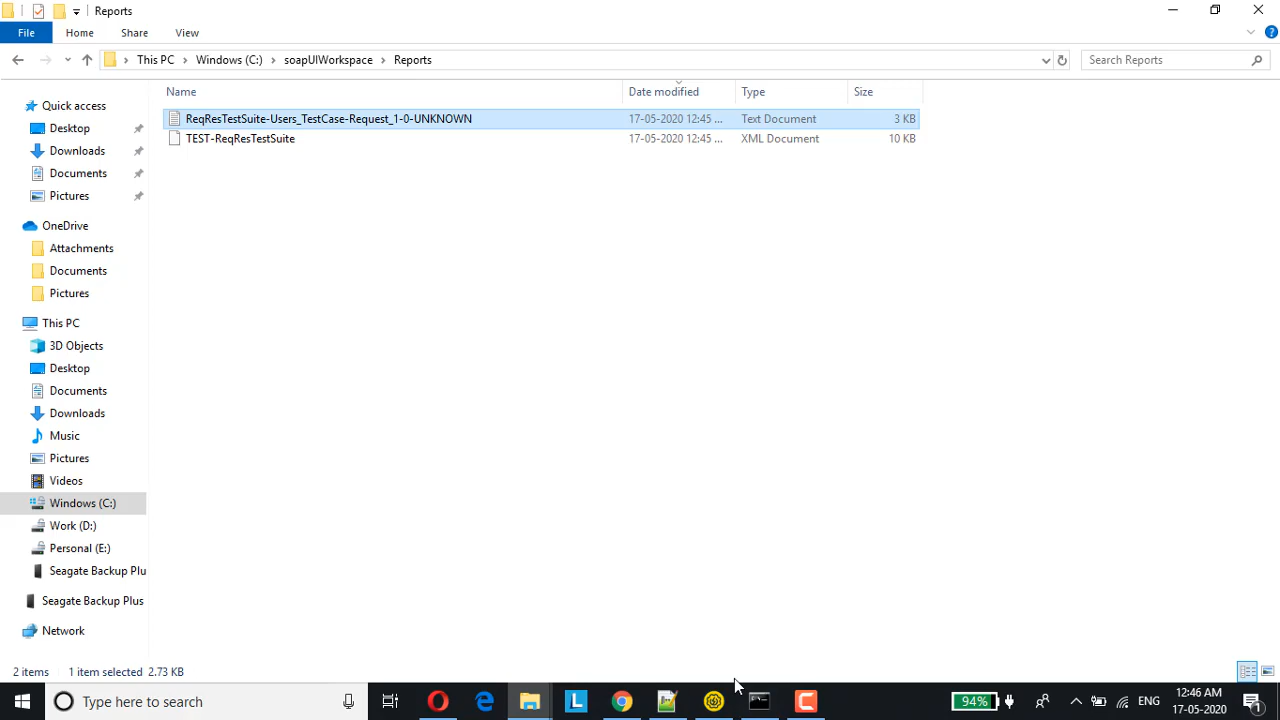 Reports
File Home Share View
This PC Windows (C:) soapUIWorkspace Reports Search Reports
Name Date modified Type Size
ReqResTestSuite-Users_TestCase-Request_1-0-UNKNOWN 17-05-2020 12:45 ... Text Document 3 KB
TEST-ReqResTestSuite 17-05-2020 12:45 ... XML Document 10 KB
Quick access
Desktop
Downloads
Documents
Pictures
OneDrive
Attachments
Documents
Pictures
This PC
3D Objects
Desktop
Documents
Downloads
Music
Pictures
Videos
Windows (C:)
Work (D:)
Personal (E:)
Seagate Backup Plu
Seagate Backup Plus
Network
2 items 1 item selected 2.73 KB
Type here to search
94%
ENG
12:46 AM
17-05-2020
1